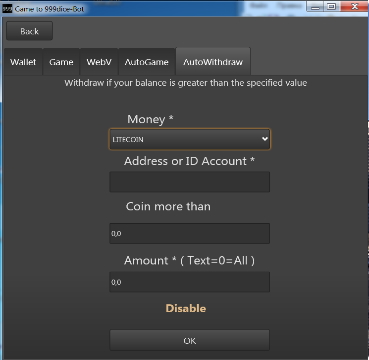 999 Game to 999dice-Bot
Back
Wallet Game WebV AutoGame AutoWithdraw
Withdraw if your balance is greater than the specified value
Money *
LITECOIN
Address or ID Account *
Coin more than
0,0
Amount * ( Text=0=All )
0,0
Disable
OK